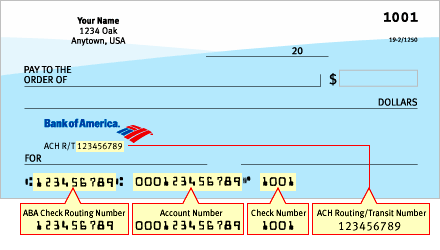 Your Name
1001
1234 Oak
Anytown, USA
19-2/1250
20
PAY TO THE
ORDER OF
$
DOLLARS
Bank of America.
ACH R/T 123456789
FOR
⑆123456789⑆ 000123456789⑈ 1001
ABA Check Routing Number
123456789
Account Number
000123456789
Check Number
1001
ACH Routing/Transit Number
123456789